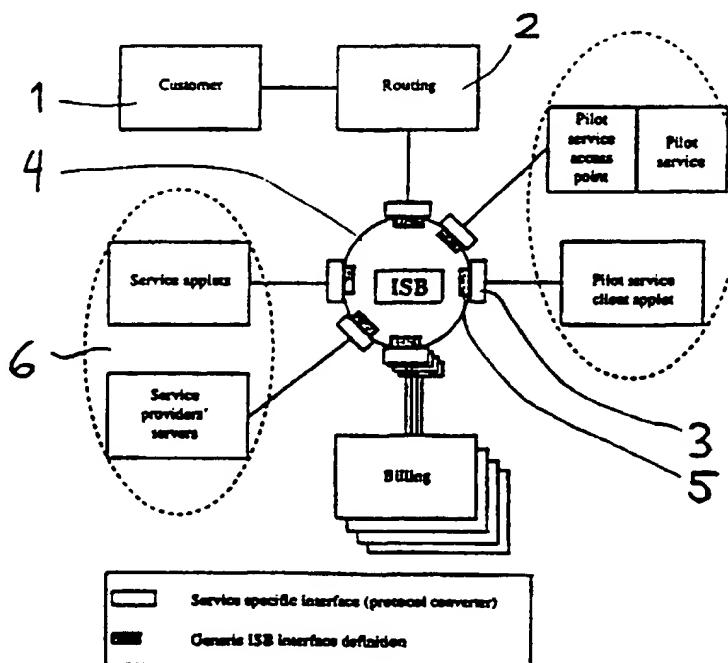 2
1
Customer
Routing
Pilot
service
access
point
Pilot
service
4
Service applets
ISB
Pilot service
client applet
6
Service
providers'
servers
3
5
Billing
Service specific interface (protocol converter)
Generic ISB interface definition